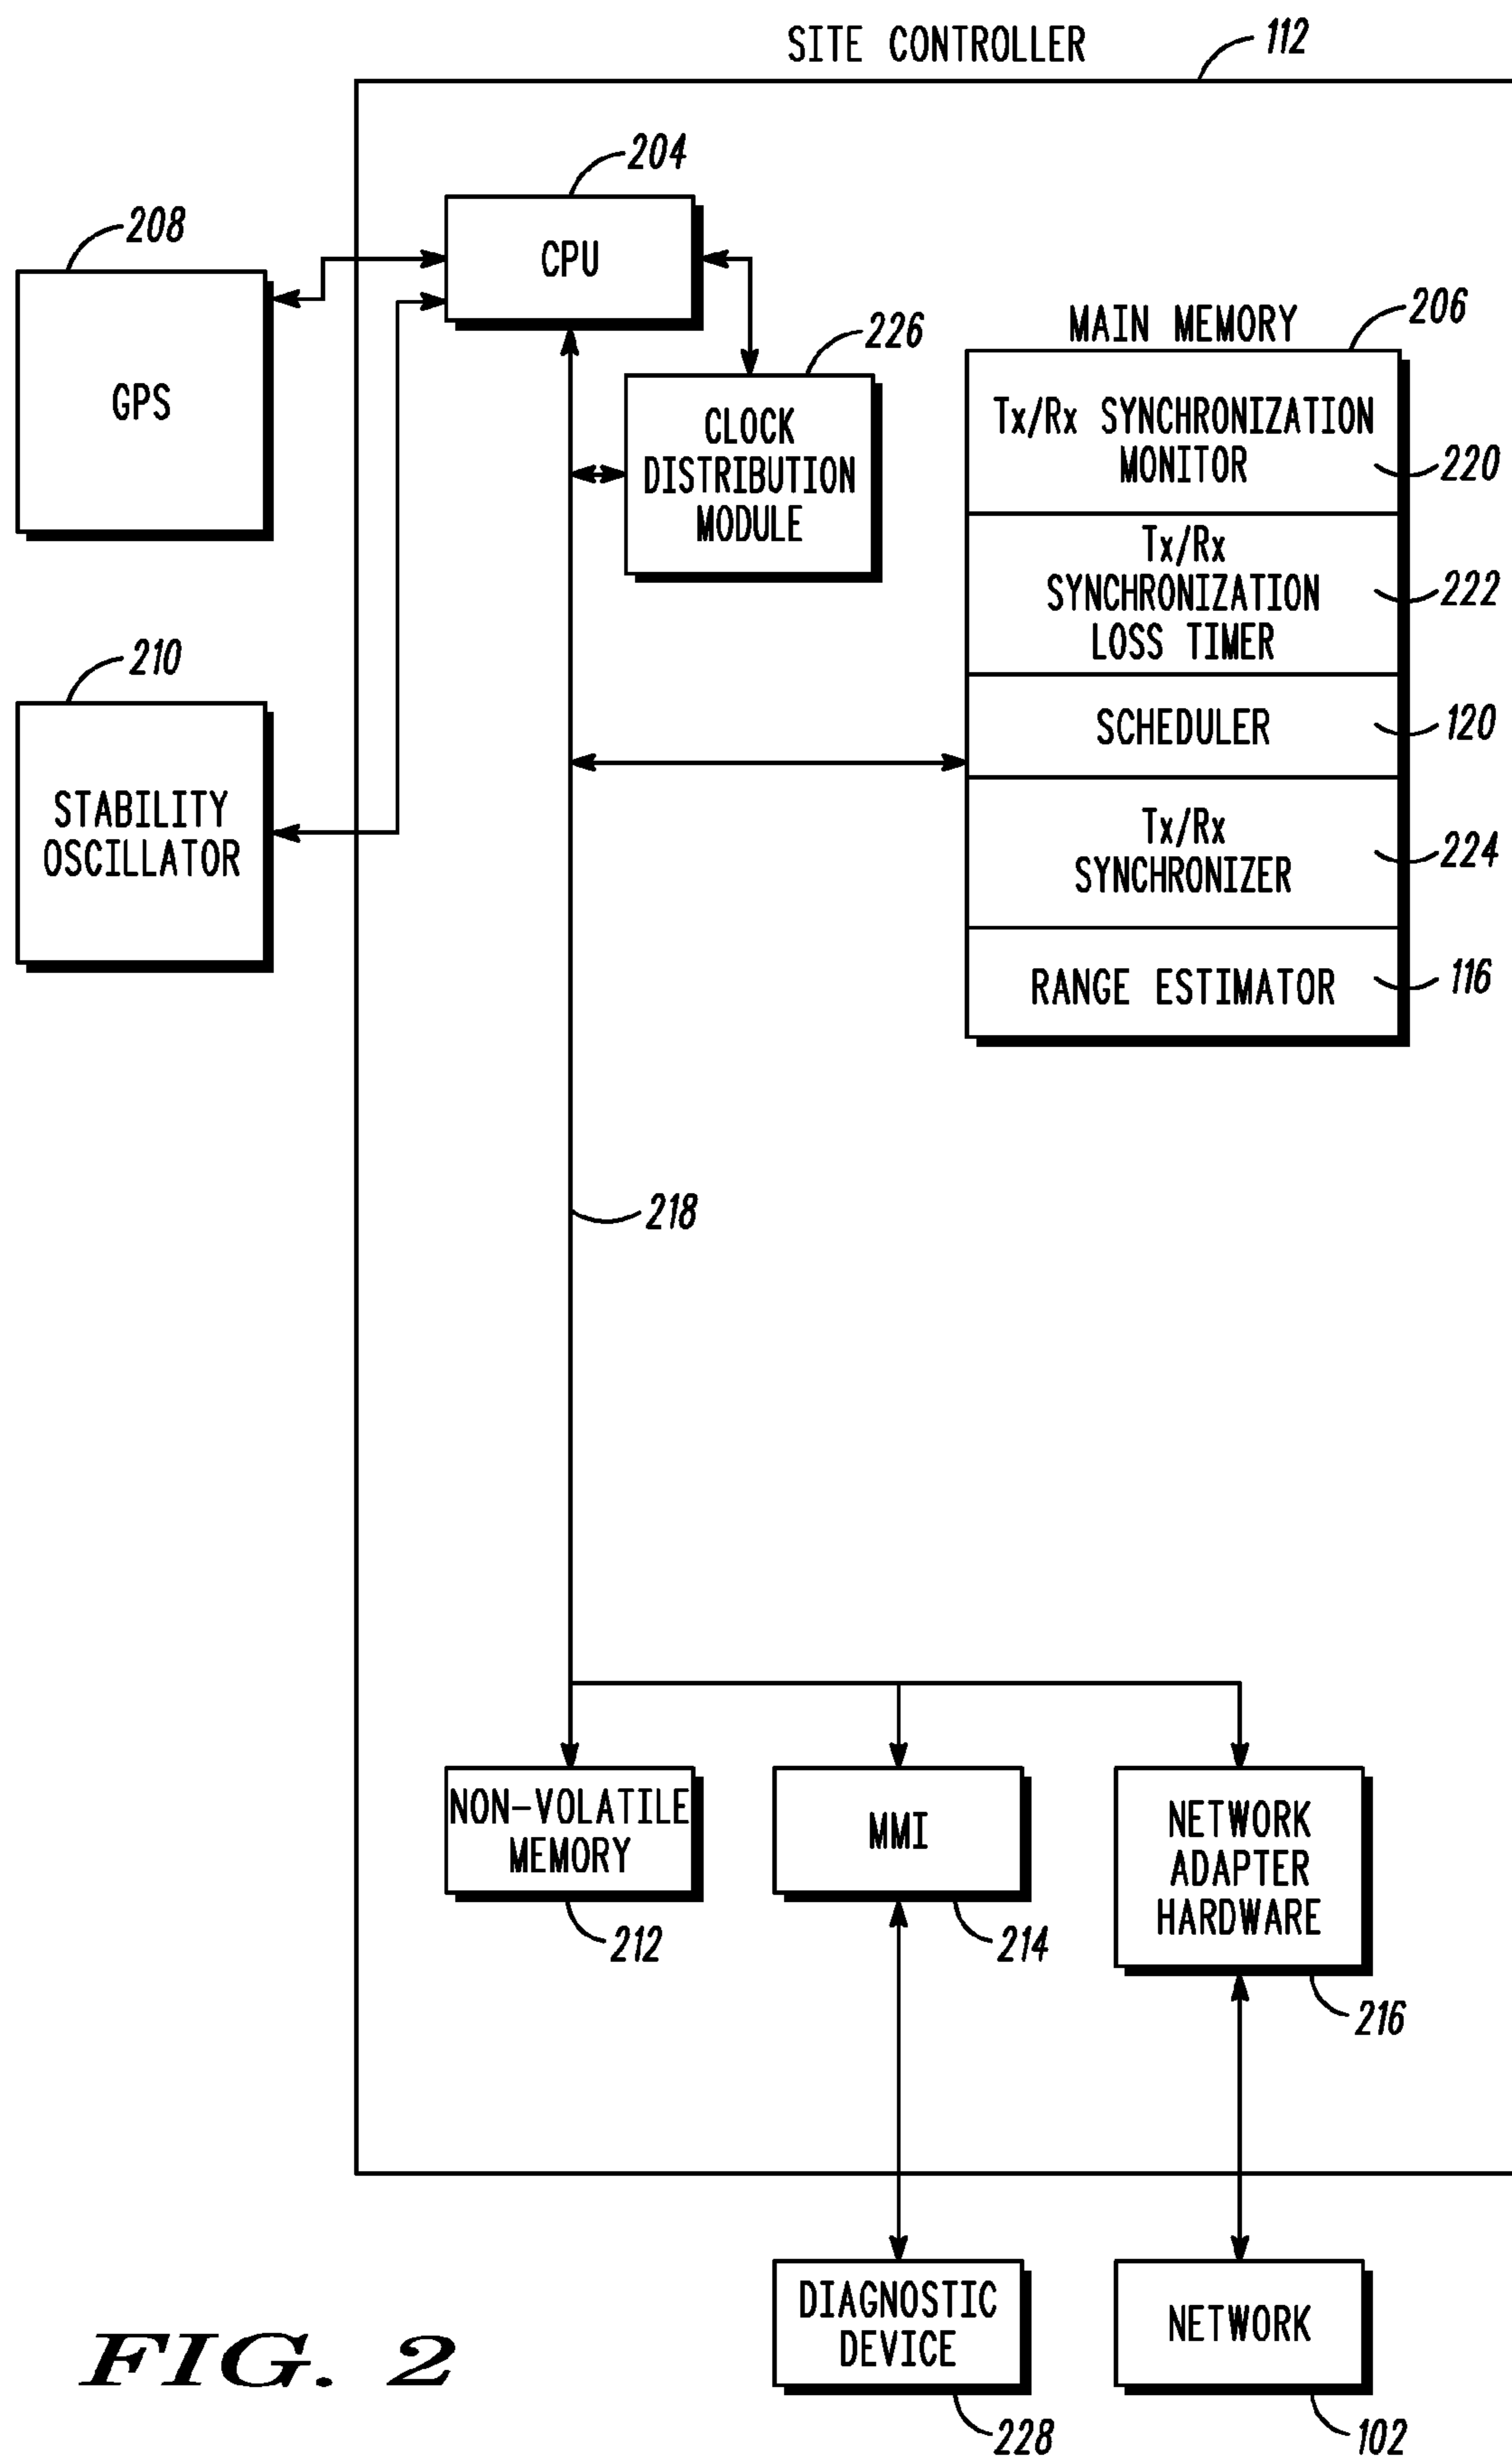 SITE CONTROLLER
112
204
CPU
208
GPS
226
CLOCK
DISTRIBUTION
MODULE
MAIN MEMORY
206
Tx/Rx SYNCHRONIZATION
MONITOR
220
Tx/Rx
SYNCHRONIZATION
LOSS TIMER
222
SCHEDULER
120
Tx/Rx
SYNCHRONIZER
224
RANGE ESTIMATOR
116
210
STABILITY
OSCILLATOR
218
NON-VOLATILE
MEMORY
212
MMI
214
NETWORK
ADAPTER
HARDWARE
216
DIAGNOSTIC
DEVICE
228
NETWORK
102
FIG. 2